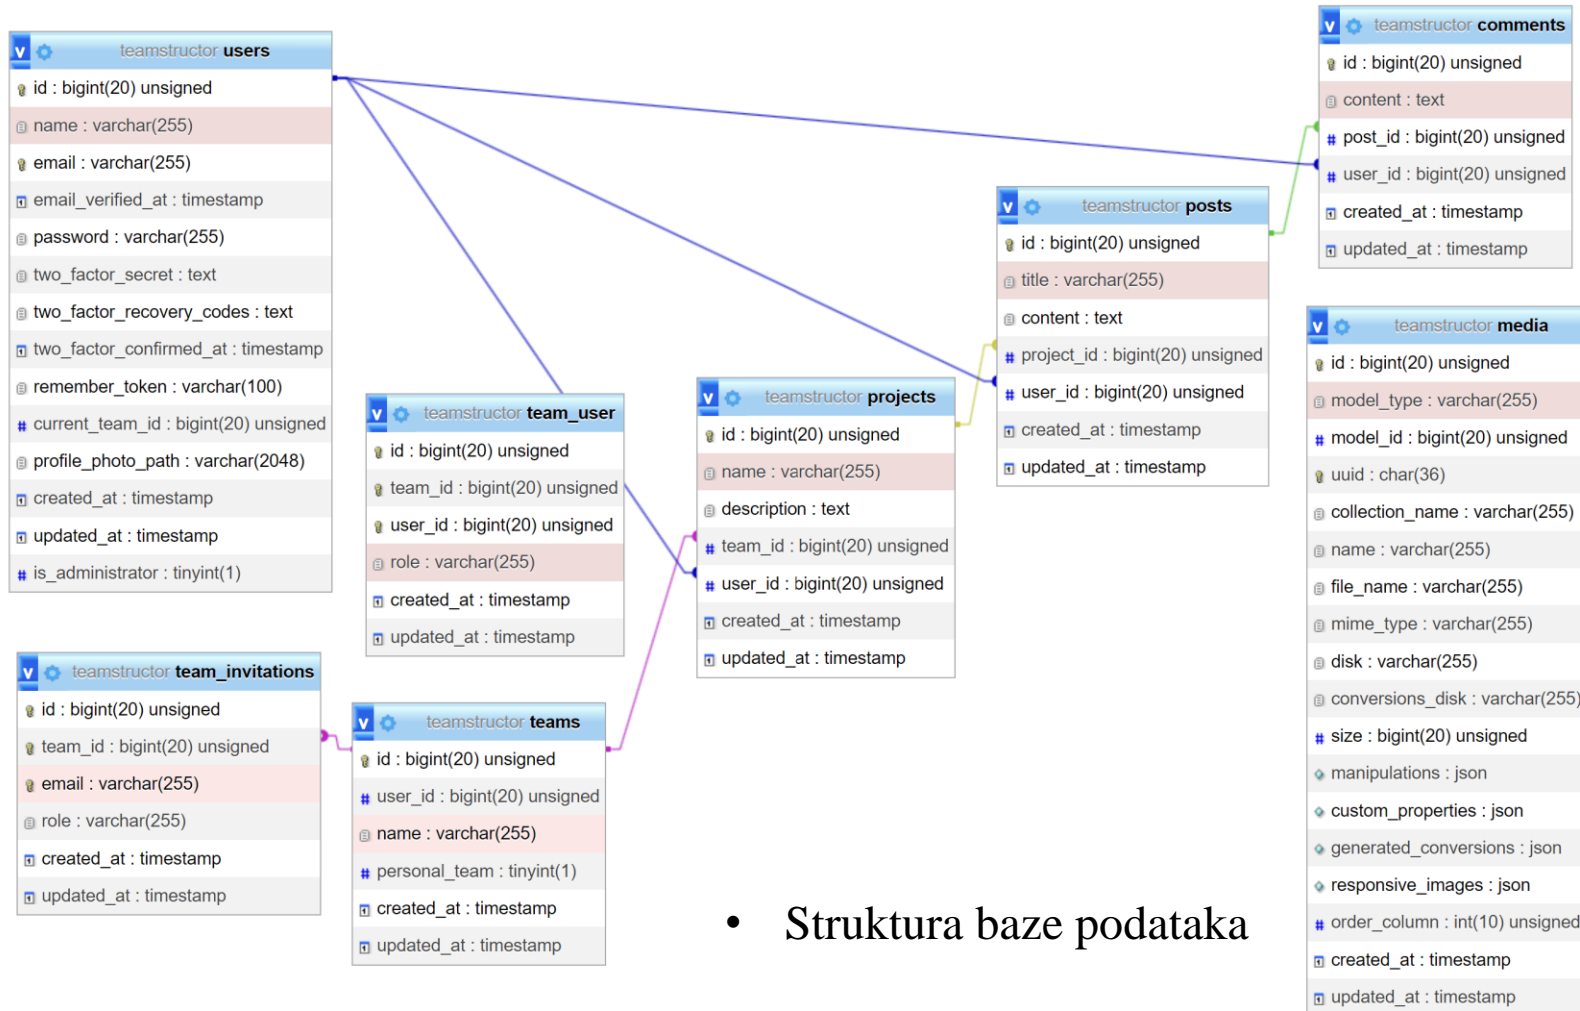 teamstructor users
id : bigint(20) unsigned
name : varchar(255)
email : varchar(255)
email_verified_at : timestamp
password : varchar(255)
two_factor_secret : text
two_factor_recovery_codes : text
two_factor_confirmed_at : timestamp
remember_token : varchar(100)
current_team_id : bigint(20) unsigned
profile_photo_path : varchar(2048)
created_at : timestamp
updated_at : timestamp
is_administrator : tinyint(1)
teamstructor team_invitations
id : bigint(20) unsigned
team_id : bigint(20) unsigned
email : varchar(255)
role : varchar(255)
created_at : timestamp
updated_at : timestamp
teamstructor team_user
id : bigint(20) unsigned
team_id : bigint(20) unsigned
user_id : bigint(20) unsigned
role : varchar(255)
created_at : timestamp
updated_at : timestamp
teamstructor teams
id : bigint(20) unsigned
user_id : bigint(20) unsigned
name : varchar(255)
personal_team : tinyint(1)
created_at : timestamp
updated_at : timestamp
teamstructor projects
id : bigint(20) unsigned
name : varchar(255)
description : text
team_id : bigint(20) unsigned
user_id : bigint(20) unsigned
created_at : timestamp
updated_at : timestamp
teamstructor posts
id : bigint(20) unsigned
title : varchar(255)
content : text
project_id : bigint(20) unsigned
user_id : bigint(20) unsigned
created_at : timestamp
updated_at : timestamp
teamstructor comments
id : bigint(20) unsigned
content : text
post_id : bigint(20) unsigned
user_id : bigint(20) unsigned
created_at : timestamp
updated_at : timestamp
teamstructor media
id : bigint(20) unsigned
model_type : varchar(255)
model_id : bigint(20) unsigned
uuid : char(36)
collection_name : varchar(255)
name : varchar(255)
file_name : varchar(255)
mime_type : varchar(255)
disk : varchar(255)
conversions_disk : varchar(255)
size : bigint(20) unsigned
manipulations : json
custom_properties : json
generated_conversions : json
responsive_images : json
order_column : int(10) unsigned
created_at : timestamp
updated_at : timestamp
• Struktura baze podataka